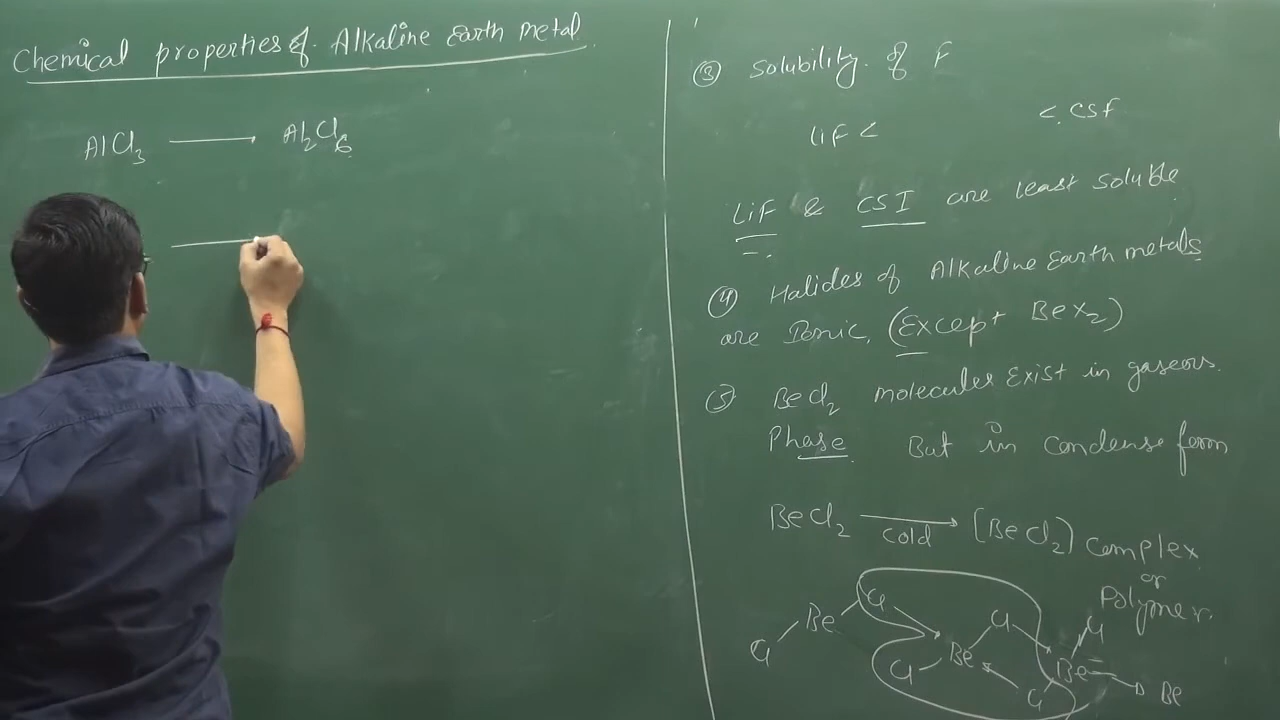 Chemical properties of Alkaline Earth metal
AlCl3 → Al2Cl6
③ Solubility of F
LiF < < CSF
LiF & CSI are least Soluble
④ Halides of Alkaline Earth metals
are Ionic, (Except BeX2)
⑤ BeCl2 molecules Exist in gaseous
Phase But in Condense form
BeCl2 → cold [BeCl2] Complex
or
Polymer.
Cl Be Cl Cl Be Cl Cl Be Cl Be